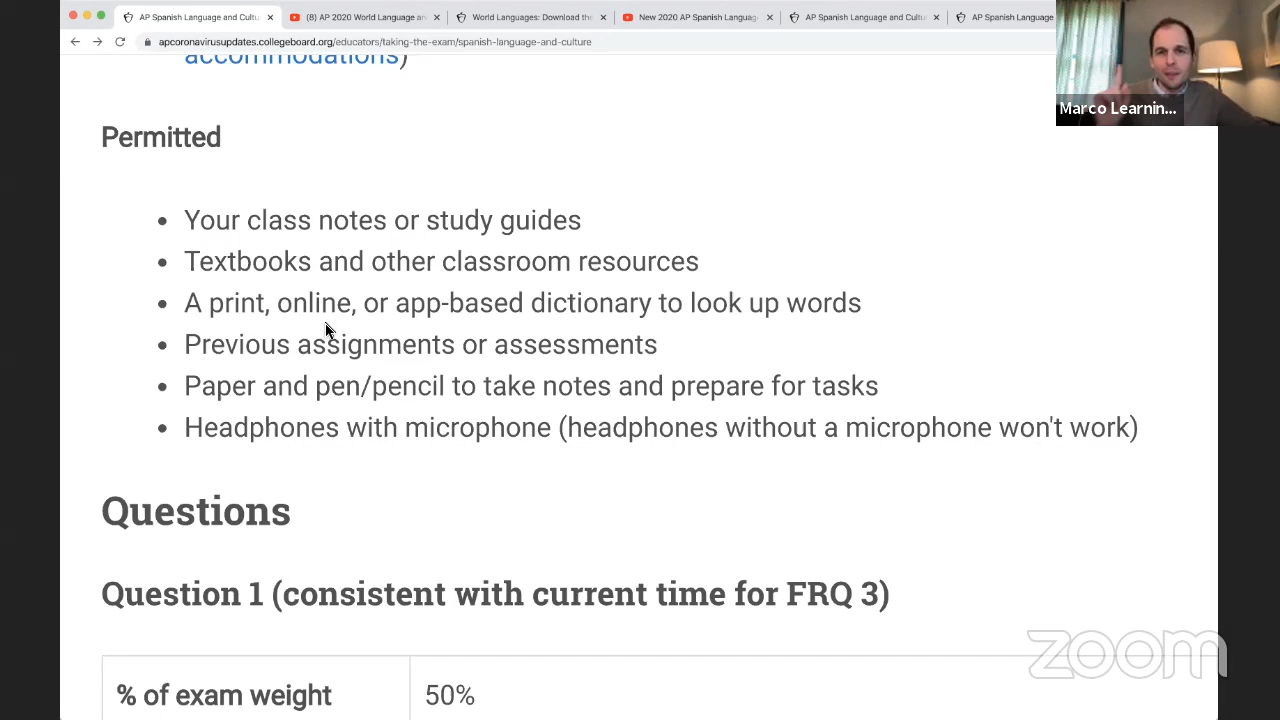 AP Spanish Language and Cultu
(8) AP 2020 World Language an
World Languages: Download the
New 2020 AP Spanish Language
AP Spanish Language and Cultu
AP Spanish Language
apcoronavirusupdates.collegeboard.org/educators/taking-the-exam/spanish-language-and-culture
Marco Learnin...
accommodations)
Permitted
• Your class notes or study guides
• Textbooks and other classroom resources
• A print, online, or app-based dictionary to look up words
• Previous assignments or assessments
• Paper and pen/pencil to take notes and prepare for tasks
• Headphones with microphone (headphones without a microphone won't work)
Questions
Question 1 (consistent with current time for FRQ 3)
zoom
% of exam weight 50%